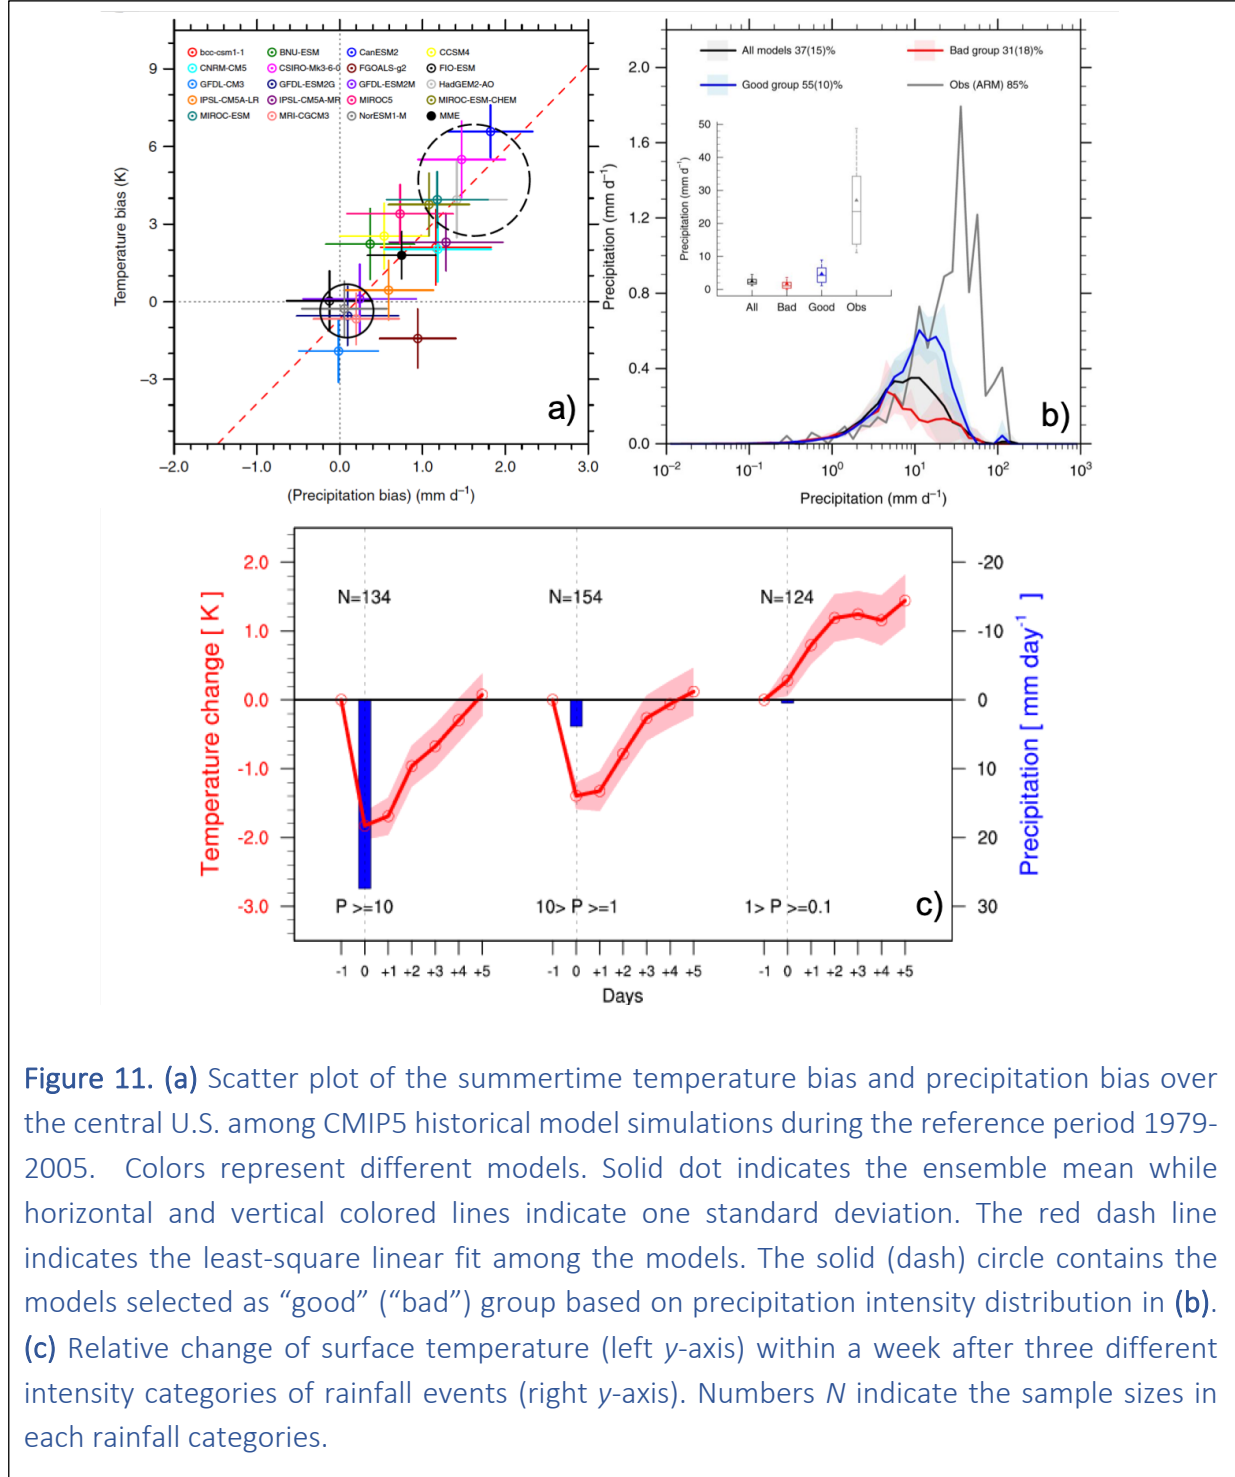 bcc-csm1-1 BNU-ESM CanESM2 CCSM4
CNRM-CM5 CSIRO-Mk3-6-0 FGOALS-g2 FIO-ESM
GFDL-CM3 GFDL-ESM2G GFDL-ESM2M HadGEM2-AO
IPSL-CM5A-LR IPSL-CM5A-MR MIROC5 MIROC-ESM-CHEM
MIROC-ESM MRI-CGCM3 NorESM1-M MME
9
6
3
0
−3
Temperature bias (K)
a)
−2.0 −1.0 0.0 1.0 2.0 3.0
(Precipitation bias) (mm d⁻¹)
All models 37(15)% Bad group 31(18)%
Good group 55(10)% Obs (ARM) 85%
2.0
1.6
1.2
0.8
0.4
0.0
Precipitation (mm d⁻¹)
50
40
30
20
10
0
Precipitation (mm d⁻¹)
All Bad Good Obs
b)
10⁻² 10⁻¹ 10⁰ 10¹ 10² 10³
Precipitation (mm d⁻¹)
2.0
1.0
0.0
-1.0
-2.0
-3.0
Temperature change [ K ]
N=134 N=154 N=124
P >=10 10> P >=1 1> P >=0.1
c)
-20
-10
0
10
20
30
Precipitation [ mm day⁻¹ ]
-1 0 +1 +2 +3 +4 +5 -1 0 +1 +2 +3 +4 +5 -1 0 +1 +2 +3 +4 +5
Days
Figure 11. (a) Scatter plot of the summertime temperature bias and precipitation bias over
the central U.S. among CMIP5 historical model simulations during the reference period 1979-
2005. Colors represent different models. Solid dot indicates the ensemble mean while
horizontal and vertical colored lines indicate one standard deviation. The red dash line
indicates the least-square linear fit among the models. The solid (dash) circle contains the
models selected as “good” (“bad”) group based on precipitation intensity distribution in (b).
(c) Relative change of surface temperature (left y-axis) within a week after three different
intensity categories of rainfall events (right y-axis). Numbers N indicate the sample sizes in
each rainfall categories.